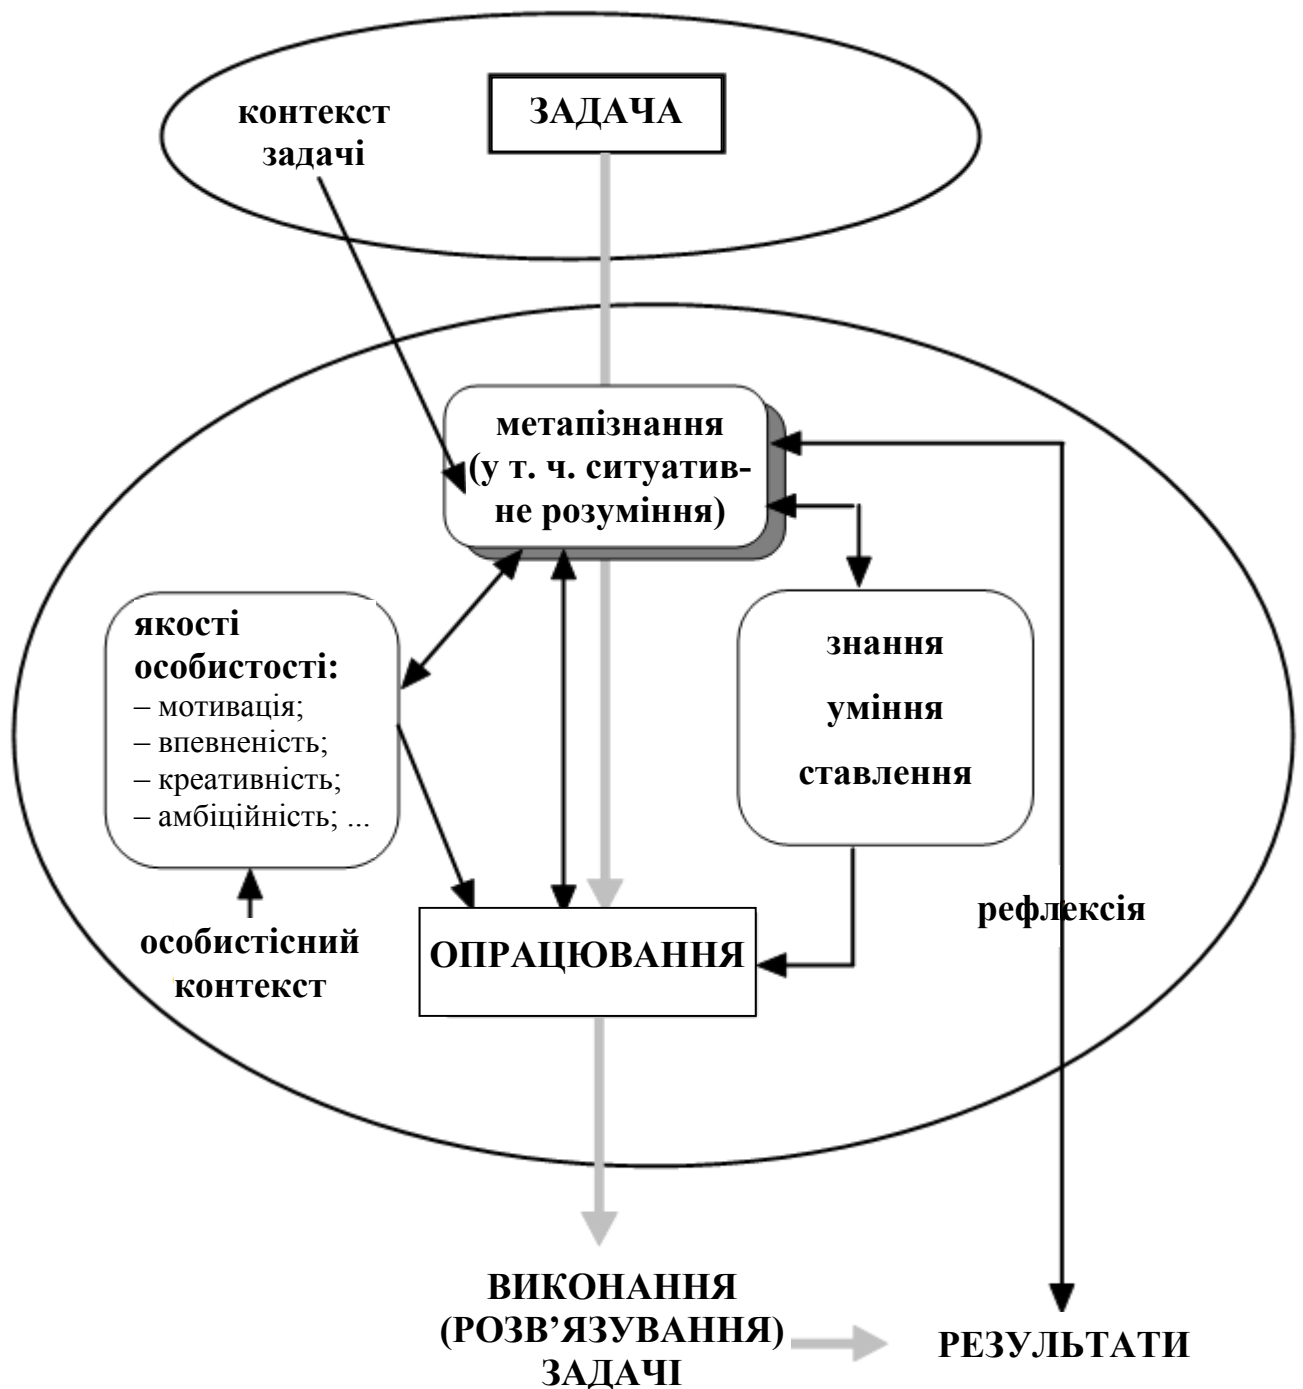 ЗАДАЧА
контекст
задачі
метапізнання
(у т. ч. ситуатив-
не розуміння)
якості
особистості:
– мотивація;
– впевненість;
– креативність;
– амбіційність; ...
знання
уміння
ставлення
рефлексія
особистісний
контекст
ОПРАЦЮВАННЯ
ВИКОНАННЯ
(РОЗВ’ЯЗУВАННЯ)
ЗАДАЧІ
РЕЗУЛЬТАТИ